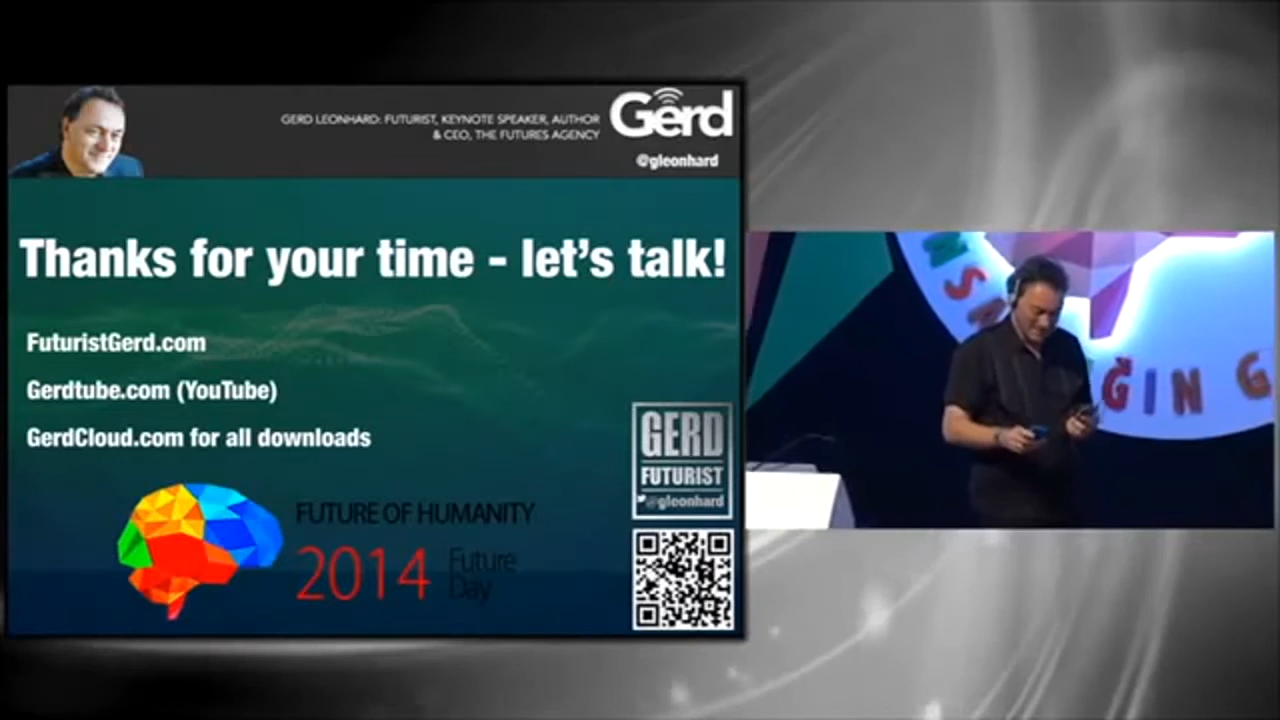 GERD LEONHARD: FUTURIST, KEYNOTE SPEAKER, AUTHOR
& CEO, THE FUTURES AGENCY
Gerd
@gleonhard
Thanks for your time - let's talk!
FuturistGerd.com
Gerdtube.com (YouTube)
GerdCloud.com for all downloads
GERD
FUTURIST
@gleonhard
FUTURE OF HUMANITY
2014 Future
Day
GING G